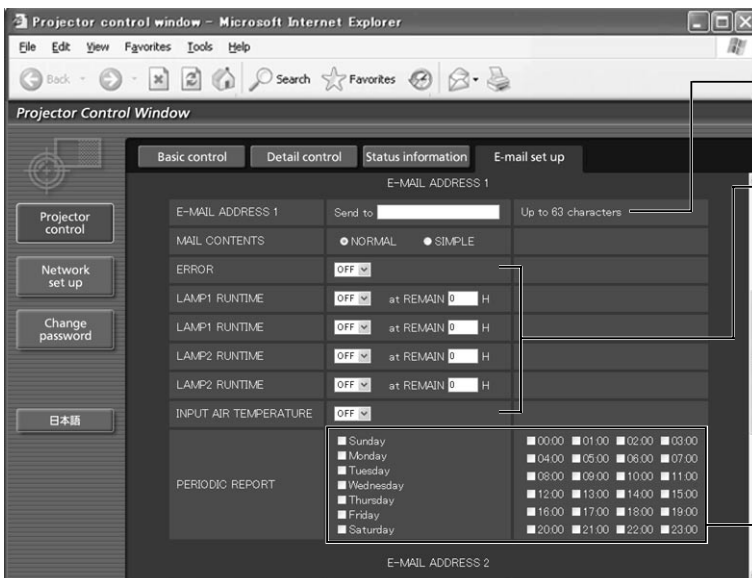 Projector control window - Microsoft Internet Explorer
File Edit View Favorites Tools Help
Back Search Favorites
Projector Control Window
Basic control Detail control Status information E-mail set up
Projector control
Network set up
Change password
日本語
E-MAIL ADDRESS 1
E-MAIL ADDRESS 1 Send to Up to 63 characters
MAIL CONTENTS NORMAL SIMPLE
ERROR OFF
LAMP1 RUNTIME OFF at REMAIN 0 H
LAMP1 RUNTIME OFF at REMAIN 0 H
LAMP2 RUNTIME OFF at REMAIN 0 H
LAMP2 RUNTIME OFF at REMAIN 0 H
INPUT AIR TEMPERATURE OFF
PERIODIC REPORT
Sunday
Monday
Tuesday
Wednesday
Thursday
Friday
Saturday
00:00 01:00 02:00 03:00
04:00 05:00 06:00 07:00
08:00 09:00 10:00 11:00
12:00 13:00 14:00 15:00
16:00 17:00 18:00 19:00
20:00 21:00 22:00 23:00
E-MAIL ADDRESS 2